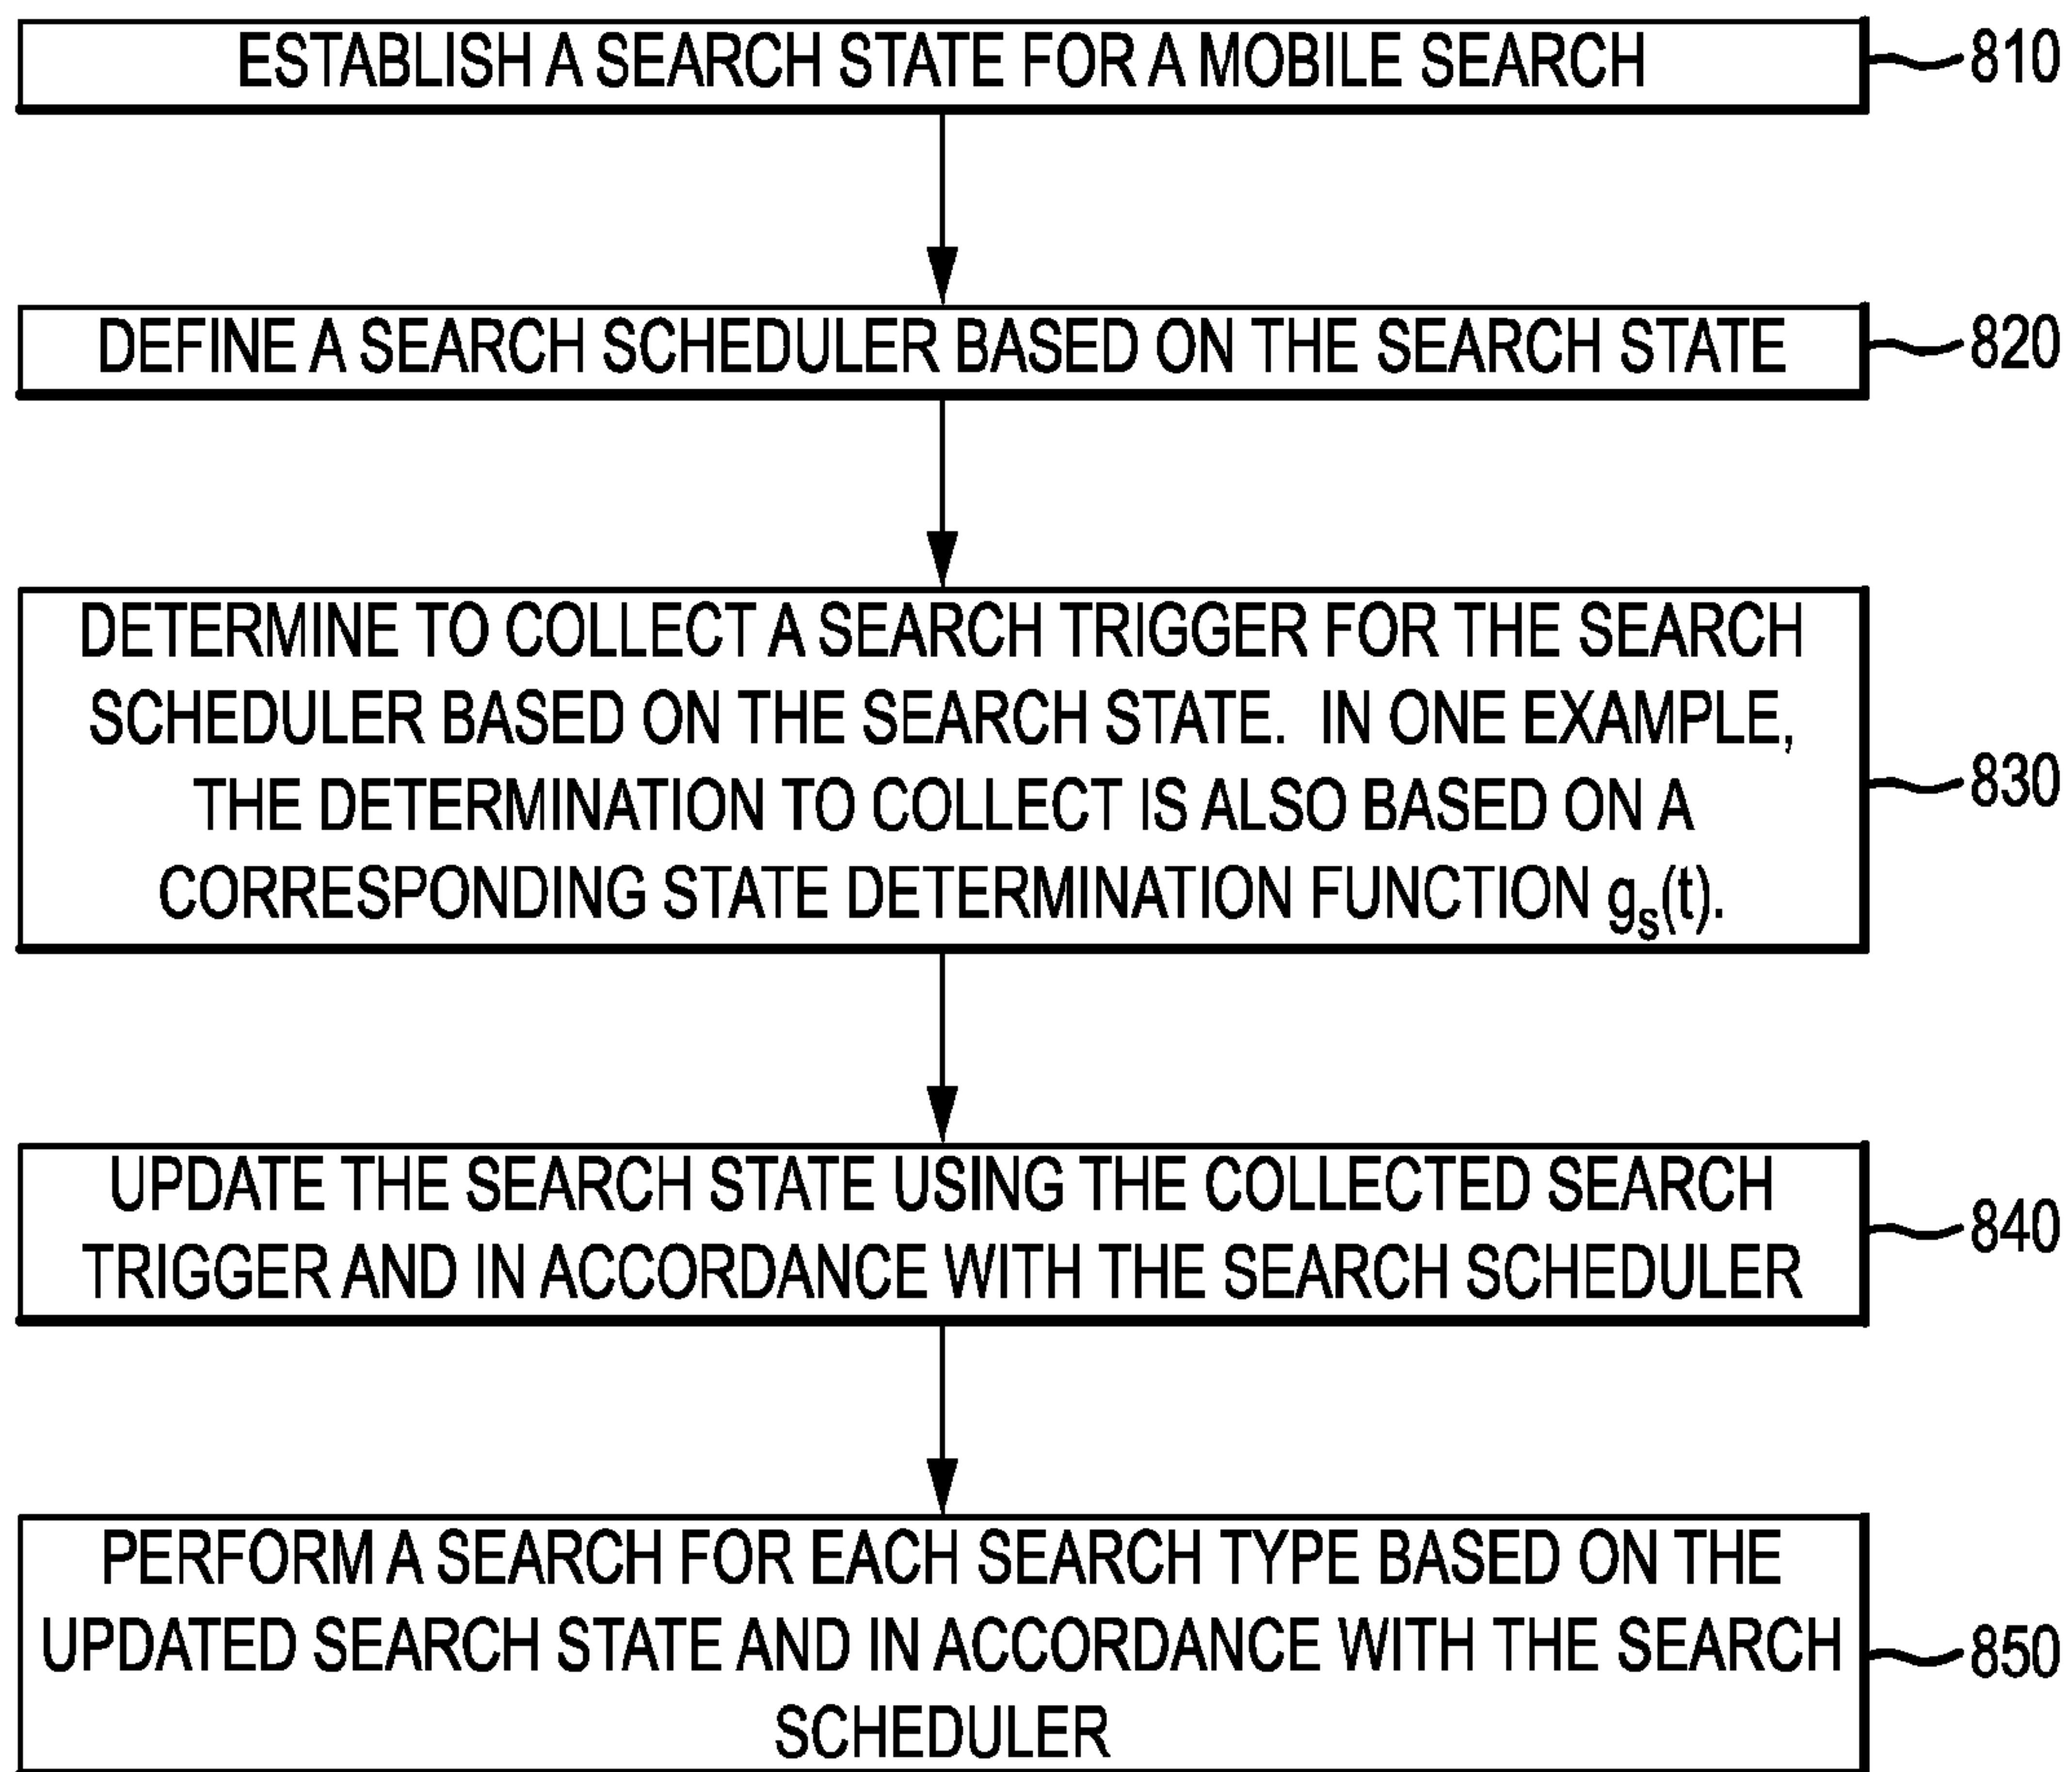 ESTABLISH A SEARCH STATE FOR A MOBILE SEARCH
810
DEFINE A SEARCH SCHEDULER BASED ON THE SEARCH STATE
820
DETERMINE TO COLLECT A SEARCH TRIGGER FOR THE SEARCH
SCHEDULER BASED ON THE SEARCH STATE. IN ONE EXAMPLE,
THE DETERMINATION TO COLLECT IS ALSO BASED ON A
CORRESPONDING STATE DETERMINATION FUNCTION gs(t).
830
UPDATE THE SEARCH STATE USING THE COLLECTED SEARCH
TRIGGER AND IN ACCORDANCE WITH THE SEARCH SCHEDULER
840
PERFORM A SEARCH FOR EACH SEARCH TYPE BASED ON THE
UPDATED SEARCH STATE AND IN ACCORDANCE WITH THE SEARCH
SCHEDULER
850